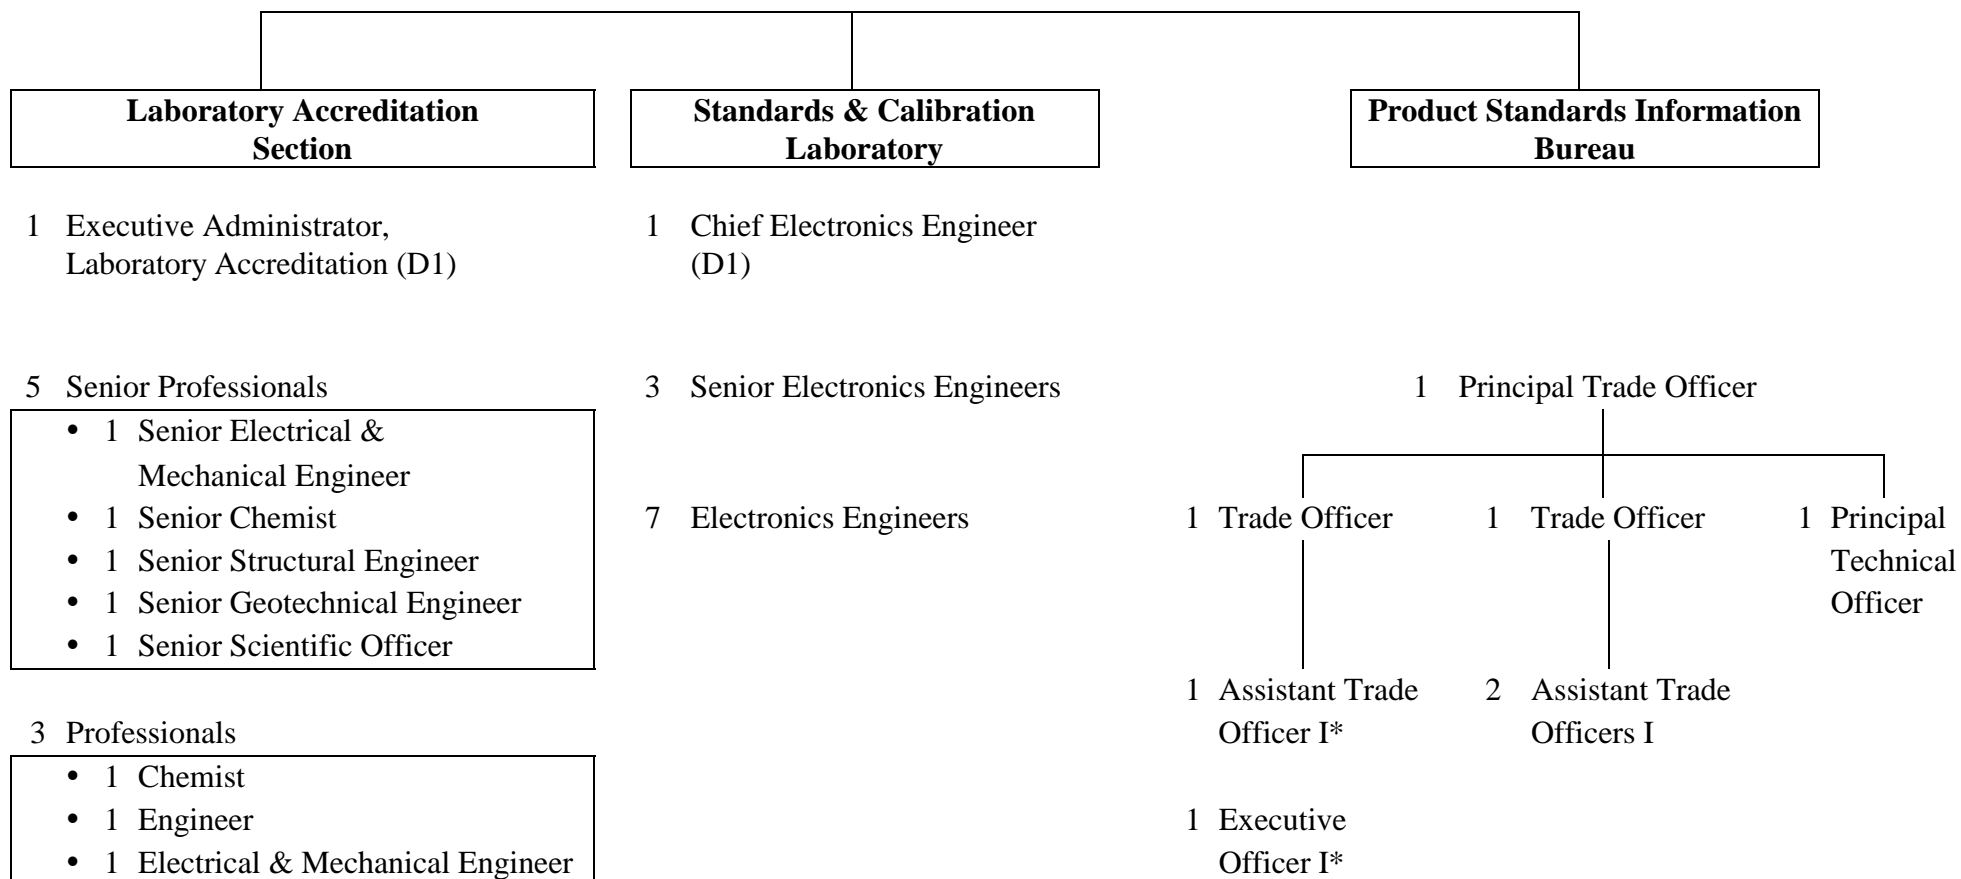 Laboratory Accreditation
Section
1 Executive Administrator,
Laboratory Accreditation (D1)
5 Senior Professionals
• 1 Senior Electrical &
Mechanical Engineer
• 1 Senior Chemist
• 1 Senior Structural Engineer
• 1 Senior Geotechnical Engineer
• 1 Senior Scientific Officer
3 Professionals
• 1 Chemist
• 1 Engineer
• 1 Electrical & Mechanical Engineer
Standards & Calibration
Laboratory
1 Chief Electronics Engineer
(D1)
3 Senior Electronics Engineers
7 Electronics Engineers
Product Standards Information
Bureau
1 Principal Trade Officer
1 Trade Officer
1 Assistant Trade
Officer I*
1 Executive
Officer I*
1 Trade Officer
2 Assistant Trade
Officers I
1 Principal
Technical
Officer